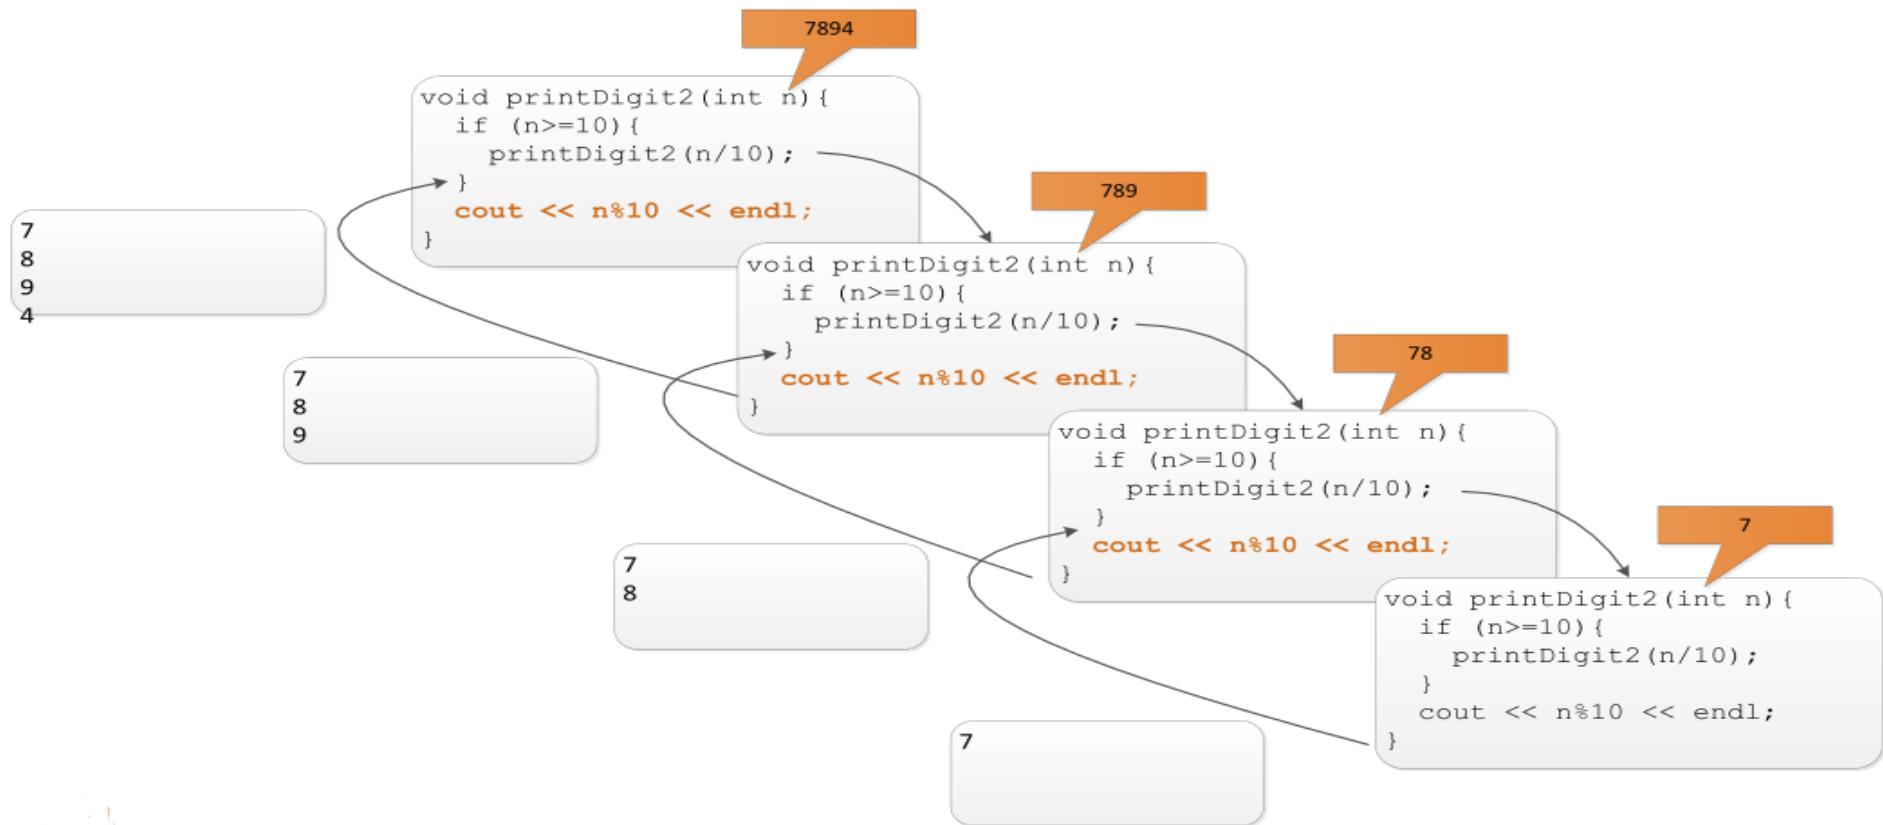 7894
void printDigit2(int n){
if (n>=10){
printDigit2(n/10);
}
cout << n%10 << endl;
}
789
void printDigit2(int n){
if (n>=10){
printDigit2(n/10);
}
cout << n%10 << endl;
}
78
void printDigit2(int n){
if (n>=10){
printDigit2(n/10);
}
cout << n%10 << endl;
}
7
void printDigit2(int n){
if (n>=10){
printDigit2(n/10);
}
cout << n%10 << endl;
}
7
7
8
7
8
9
7
8
9
4